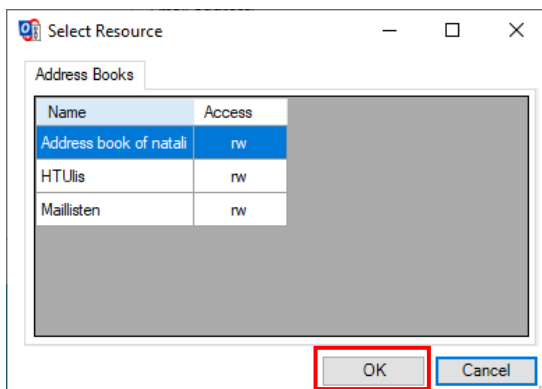 Select Resource
Address Books
Name Access
Address book of natali rw
HTUlis rw
Maillisten rw
OK Cancel